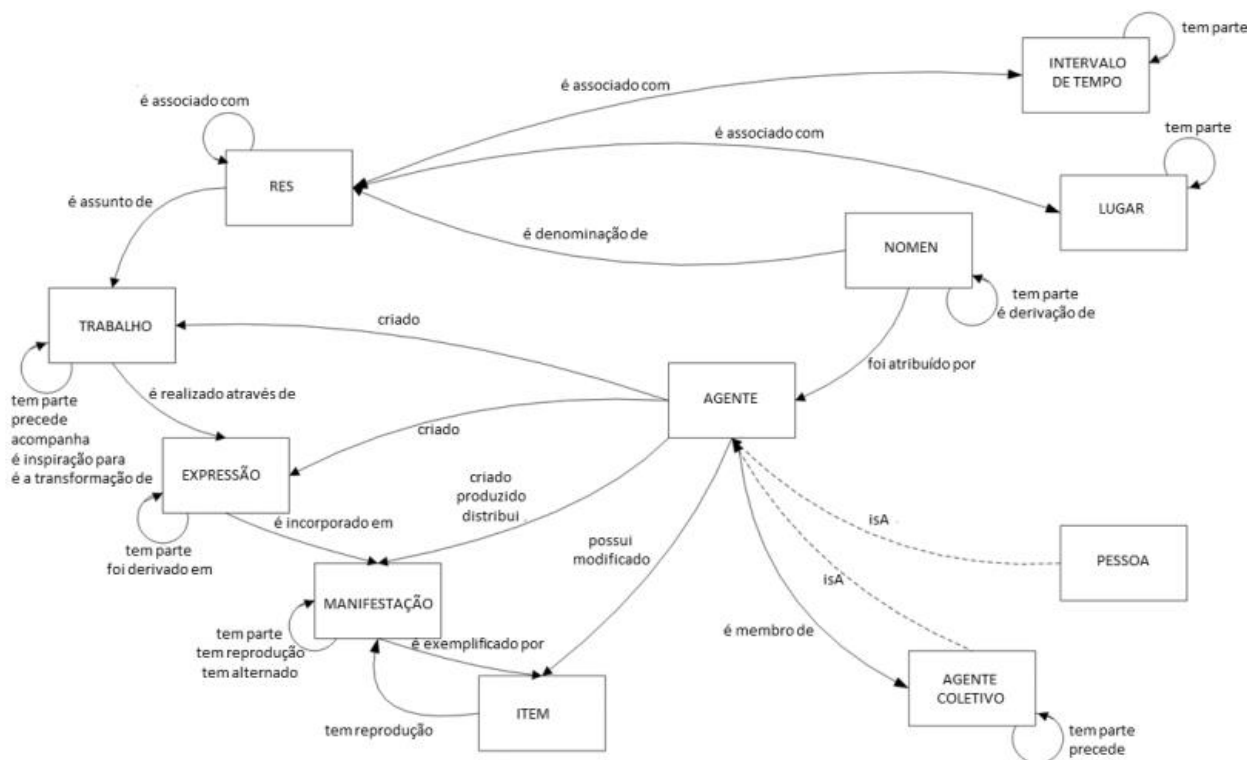 tem parte
INTERVALO
DE TEMPO
é associado com
é associado com
é associado com
tem parte
RES
LUGAR
é assunto de
é denominação de
NOMEN
tem parte
é derivação de
TRABALHO
criado
foi atribuído por
AGENTE
é realizado através de
tem parte
precede
acompanha
é inspiração para
é a transformação de
criado
EXPRESSÃO
criado
produzido
distribui
é incorporado em
possui
modificado
isA
tem parte
foi derivado em
PESSOA
isA
MANIFESTAÇÃO
tem parte
tem reprodução
tem alternado
é exemplificado por
é membro de
AGENTE
COLETIVO
ITEM
tem reprodução
tem parte
precede